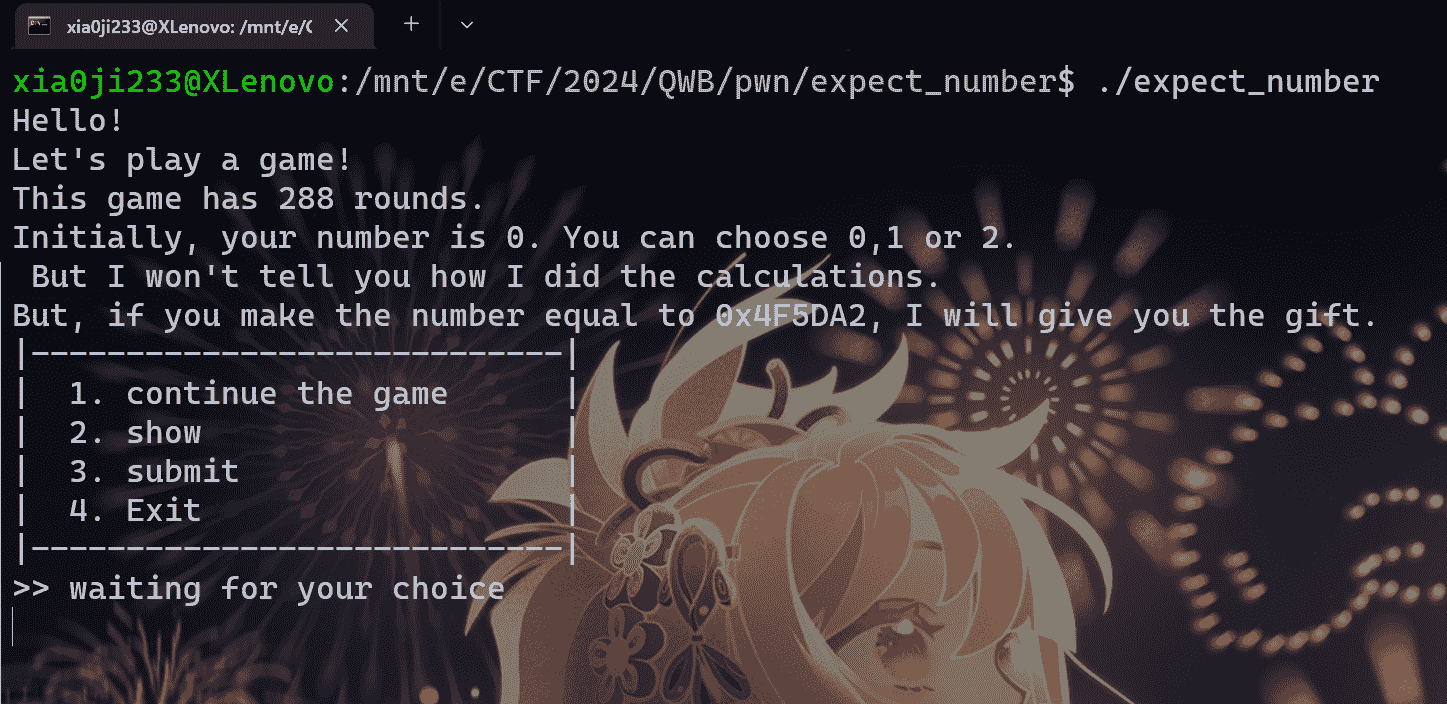 xia0ji233@XLenovo: /mnt/e/C
xia0ji233@XLenovo:/mnt/e/CTF/2024/QWB/pwn/expect_number$ ./expect_number
Hello!
Let's play a game!
This game has 288 rounds.
Initially, your number is 0. You can choose 0,1 or 2.
 But I won't tell you how I did the calculations.
But, if you make the number equal to 0x4F5DA2, I will give you the gift.
|----------------------------|
|  1. continue the game      |
|  2. show                   |
|  3. submit                 |
|  4. Exit                   |
|----------------------------|
>> waiting for your choice